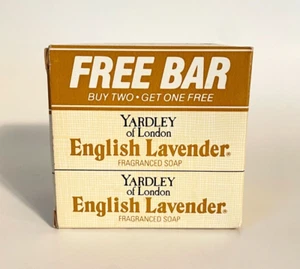 FREE BAR
BUY TWO • GET ONE FREE
YARDLEY
of London
English Lavender®
FRAGRANCED SOAP
YARDLEY
of London
English Lavender®
FRAGRANCED SOAP